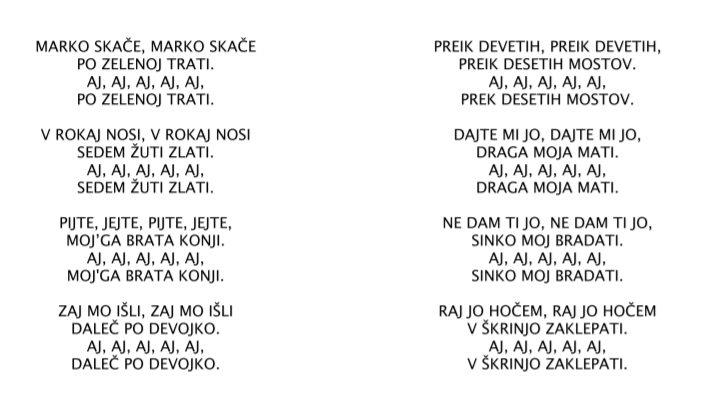 MARKO SKAČE, MARKO SKAČE
PO ZELENOJ TRATI.
AJ, AJ, AJ, AJ, AJ,
PO ZELENOJ TRATI.
V ROKAJ NOSI, V ROKAJ NOSI
SEDEM ŽUTI ZLATI.
AJ, AJ, AJ, AJ, AJ,
SEDEM ŽUTI ZLATI.
PIJTE, JEJTE, PIJTE, JEJTE,
MOJ'GA BRATA KONJI.
AJ, AJ, AJ, AJ, AJ,
MOJ'GA BRATA KONJI.
ZAJ MO IŠLI, ZAJ MO IŠLI
DALEČ PO DEVOJKO.
AJ, AJ, AJ, AJ, AJ,
DALEČ PO DEVOJKO.
PREIK DEVETIH, PREIK DEVETIH,
PREIK DESETIH MOSTOV.
AJ, AJ, AJ, AJ, AJ,
PREK DESETIH MOSTOV.
DAJTE MI JO, DAJTE MI JO,
DRAGA MOJA MATI.
AJ, AJ, AJ, AJ, AJ,
DRAGA MOJA MATI.
NE DAM TI JO, NE DAM TI JO,
SINKO MOJ BRADATI.
AJ, AJ, AJ, AJ, AJ,
SINKO MOJ BRADATI.
RAJ JO HOČEM, RAJ JO HOČEM
V ŠKRINJO ZAKLEPATI.
AJ, AJ, AJ, AJ, AJ,
V ŠKRINJO ZAKLEPATI.